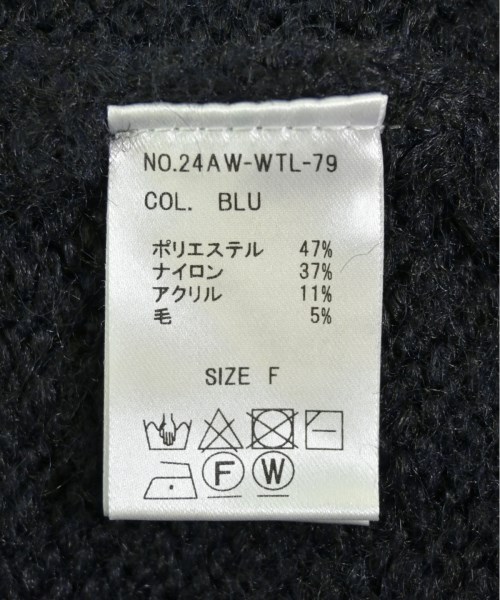 NO.24AW-WTL-79
COL. BLU
ポリエステル 47%
ナイロン 37%
アクリル 11%
毛 5%
SIZE F
F W